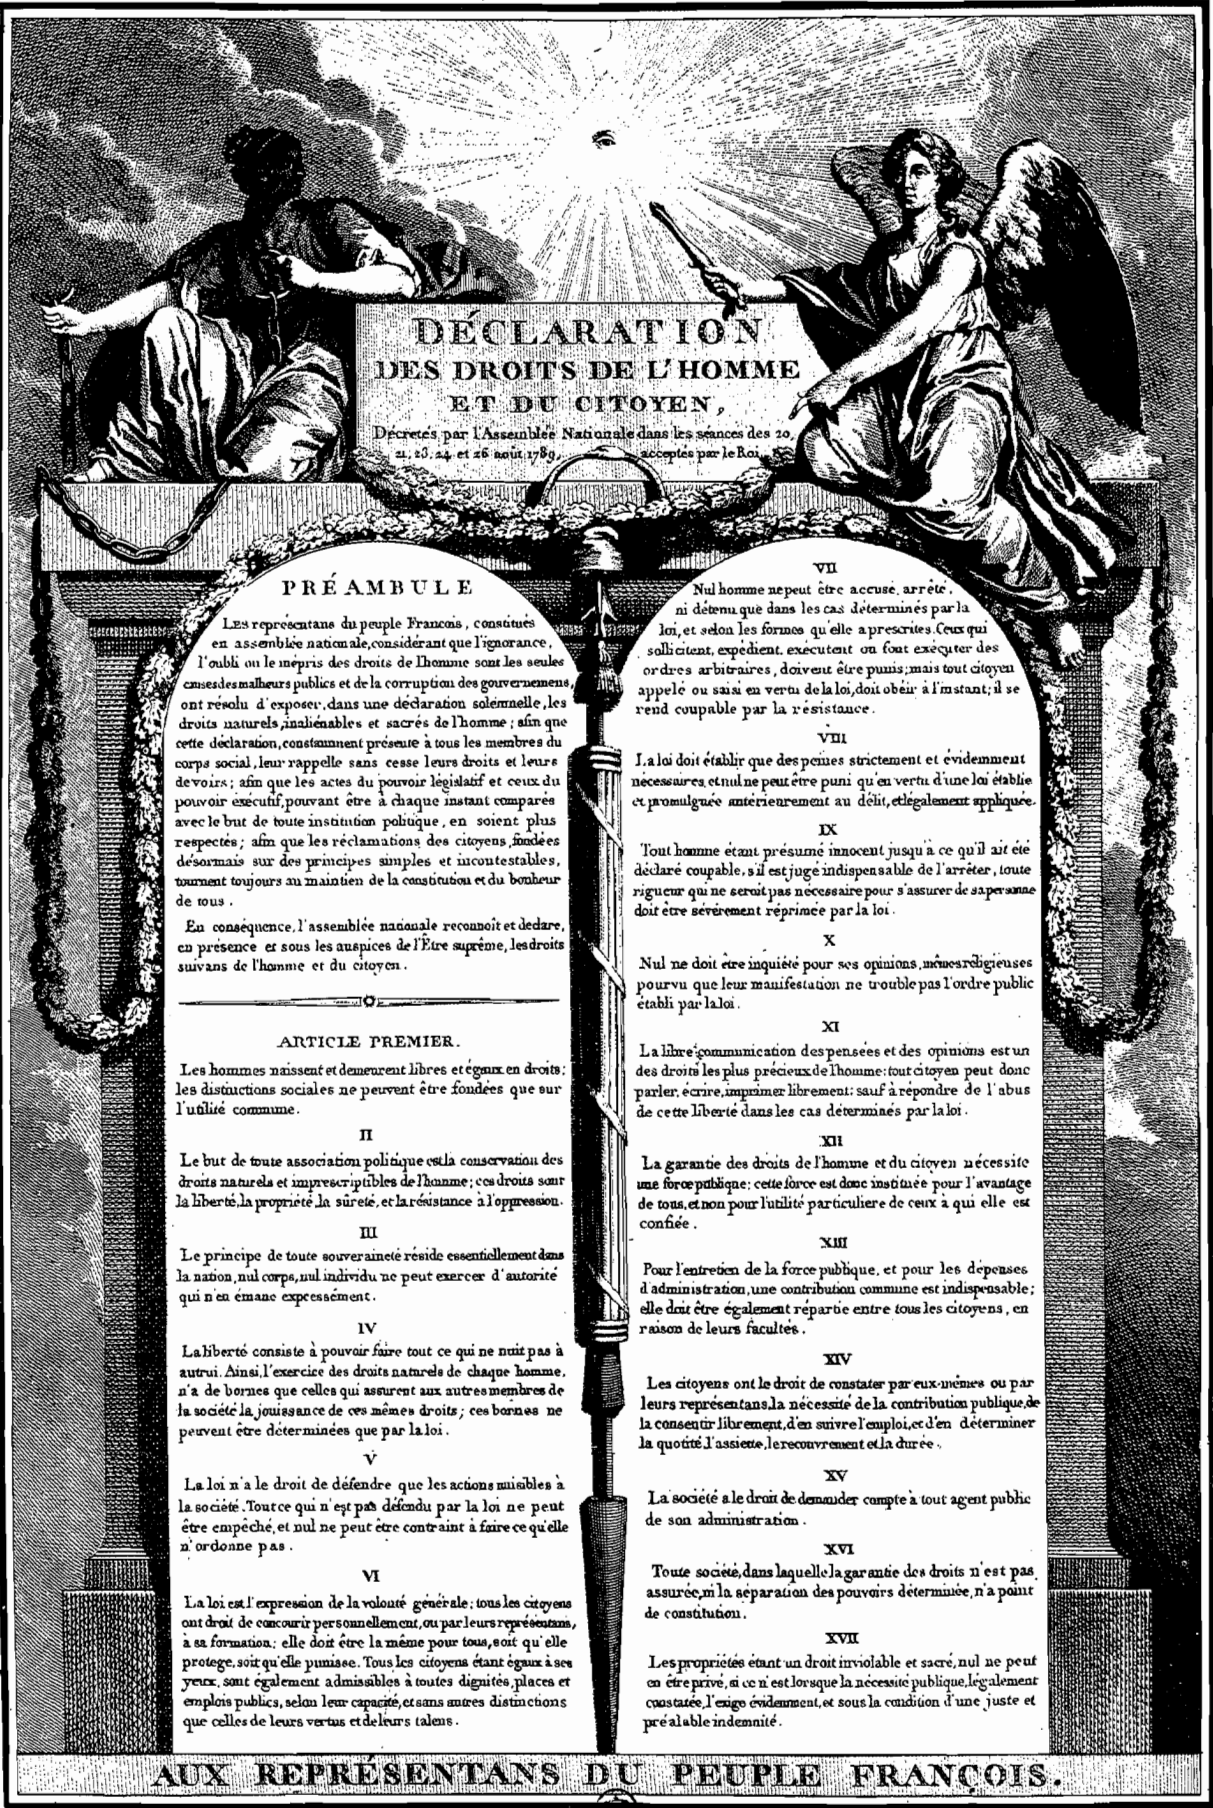 DÉCLARATION
DES DROITS DE L'HOMME
ET DU CITOYEN,
Décretés par l'Assemblée Nationale dans les séances des 20,
21, 23, 24 et 26 août 1789, acceptés par le Roi
PRÉAMBULE
Les représentans du peuple Francois, constitués
en assemblée nationale, considérant que l'ignorance,
l'oubli ou le mépris des droits de l'homme sont les seules
causes des malheurs publics et de la corruption des gouvernemens,
ont résolu d'exposer, dans une déclaration solemnelle, les
droits naturels, inaliénables et sacrés de l'homme; afin que
cette déclaration, constamment présente à tous les membres du
corps social, leur rappelle sans cesse leurs droits et leurs
devoirs; afin que les actes du pouvoir législatif et ceux du
pouvoir exécutif, pouvant être à chaque instant comparés
avec le but de toute institution politique, en soient plus
respectés; afin que les réclamations des citoyens, fondées
désormais sur des principes simples et incontestables,
tournent toujours au maintien de la constitution et du bonheur
de tous.
En conséquence, l'assemblée nationale reconnoît et declare,
en présence et sous les auspices de l'Être suprême, les droits
suivans de l'homme et du citoyen.
ARTICLE PREMIER.
Les hommes naissent et demeurent libres et égaux en droits;
les distinctions sociales ne peuvent être fondées que sur
l'utilité commune.
II
Le but de toute association politique est la conservation des
droits naturels et imprescriptibles de l'homme; ces droits sont
la liberté, la propriété, la sûreté, et la résistance à l'oppression.
III
Le principe de toute souveraineté réside essentiellement dans
la nation, nul corps, nul individu ne peut exercer d'autorité
qui n'en émane expressément.
IV
La liberté consiste à pouvoir faire tout ce qui ne nuit pas à
autrui. Ainsi, l'exercice des droits naturels de chaque homme,
n'a de bornes que celles qui assurent aux autres membres de
la société la jouissance de ces mêmes droits; ces bornes ne
peuvent être déterminées que par la loi.
V
La loi n'a le droit de défendre que les actions nuisibles à
la société. Tout ce qui n'est pas défendu par la loi ne peut
être empêché, et nul ne peut être contraint à faire ce qu'elle
n'ordonne pas.
VI
La loi est l'expression de la volonté générale; tous les citoyens
ont droit de concourir personnellement, ou par leurs représentans,
à sa formation; elle doit être la même pour tous, soit qu'elle
protege, soit qu'elle punisse. Tous les citoyens étant égaux à ses
yeux, sont également admissibles à toutes dignités, places et
emplois publics, selon leur capacité, et sans autres distinctions
que celles de leurs vertus et de leurs talens.
VII
Nul homme ne peut être accusé, arrêté,
ni détenu que dans les cas déterminés par la
loi, et selon les formes qu'elle a prescrites. Ceux qui
sollicitent, expédient, exécutent ou font exécuter des
ordres arbitraires, doivent être punis; mais tout citoyen
appelé ou saisi en vertu de la loi, doit obéir à l'instant; il se
rend coupable par la résistance.
VIII
La loi doit établir que des peines strictement et évidemment
nécessaires, et nul ne peut être puni qu'en vertu d'une loi établie
et promulguée antérieurement au délit, et légalement appliquée.
IX
Tout homme étant présumé innocent jusqu'à ce qu'il ait été
déclaré coupable, s'il est jugé indispensable de l'arrêter, toute
rigueur qui ne serait pas nécessaire pour s'assurer de sa personne
doit être sévèrement réprimée par la loi.
X
Nul ne doit être inquiété pour ses opinions, mêmes religieuses
pourvu que leur manifestation ne trouble pas l'ordre public
établi par la loi.
XI
La libre communication des pensées et des opinions est un
des droits les plus précieux de l'homme: tout citoyen peut donc
parler, écrire, imprimer librement: sauf à répondre de l'abus
de cette liberté dans les cas déterminés par la loi.
XII
La garantie des droits de l'homme et du citoyen nécessite
une force publique; cette force est donc instituée pour l'avantage
de tous, et non pour l'utilité particuliere de ceux à qui elle est
confiée.
XIII
Pour l'entretien de la force publique, et pour les dépenses
d'administration, une contribution commune est indispensable;
elle doit être également répartie entre tous les citoyens, en
raison de leurs facultés.
XIV
Les citoyens ont le droit de constater par eux-mêmes ou par
leurs représentans, la nécessité de la contribution publique, de
la consentir librement, d'en suivre l'emploi, et d'en déterminer
la quotité, l'assiette, le recouvrement et la durée.
XV
La société a le droit de demander compte à tout agent public
de son administration.
XVI
Toute société, dans laquelle la garantie des droits n'est pas
assurée, ni la séparation des pouvoirs déterminée, n'a point
de constitution.
XVII
Les propriétés étant un droit inviolable et sacré, nul ne peut
en être privé, si ce n'est lorsque la nécessité publique, légalement
constatée, l'exige évidemment, et sous la condition d'une juste et
préalable indemnité.
AUX REPRÉSENTANS DU PEUPLE FRANÇOIS.